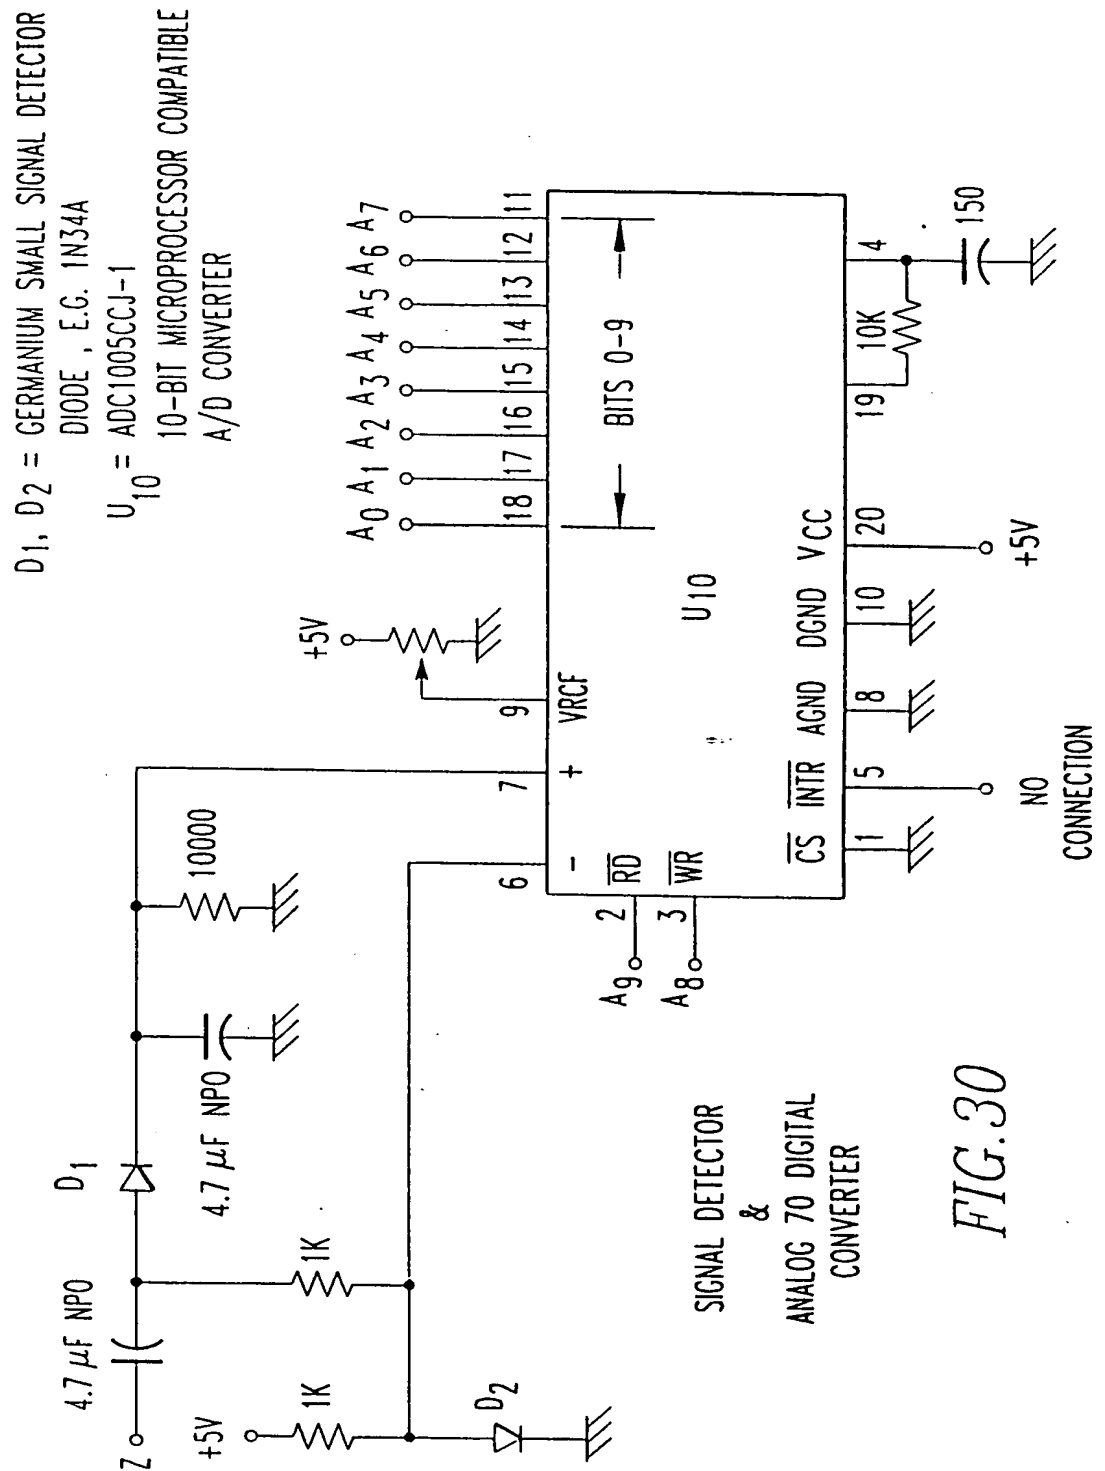 D1, D2 = GERMANIUM SMALL SIGNAL DETECTOR
DIODE , E.G. 1N34A
U10 = ADC1005CCJ-1
10-BIT MICROPROCESSOR COMPATIBLE
A/D CONVERTER
Z
4.7 μF NPO
D1
4.7 μF NPO
10000
+5V
1K
1K
D2
+5V
A0 A1 A2 A3 A4 A5 A6 A7
6 7 9 18 17 16 15 14 13 12 11
- + VRCF
BITS 0-9
U10
A9 2 RD
A8 3 WR
CS INTR AGND DGND VCC
1 5 8 10 20 19 4
10K
150
NO
CONNECTION
+5V
SIGNAL DETECTOR
&
ANALOG 70 DIGITAL
CONVERTER
FIG.30